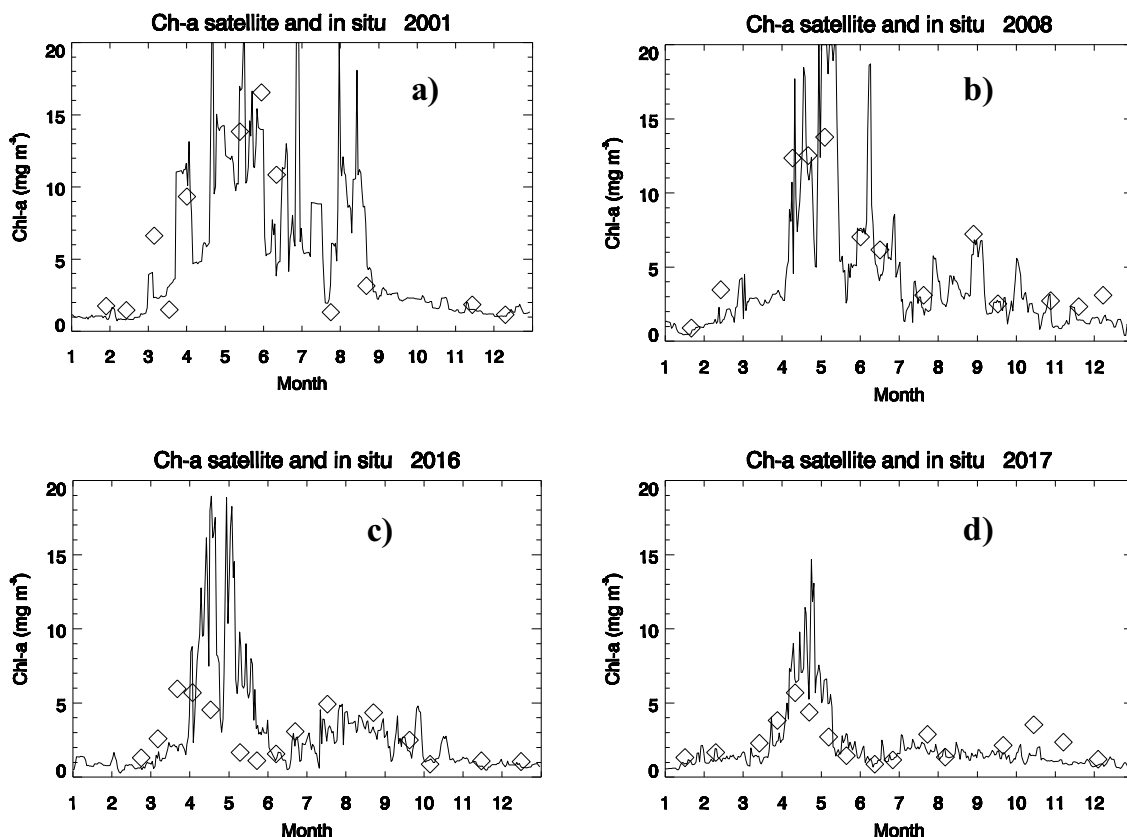 Ch-a satellite and in situ 2001
20
15
10
5
0
Chl-a (mg m⁻³)
a)
1 2 3 4 5 6 7 8 9 10 11 12
Month
Ch-a satellite and in situ 2008
20
15
10
5
0
Chl-a (mg m⁻³)
b)
1 2 3 4 5 6 7 8 9 10 11 12
Month
Ch-a satellite and in situ 2016
20
15
10
5
0
Chl-a (mg m⁻³)
c)
1 2 3 4 5 6 7 8 9 10 11 12
Month
Ch-a satellite and in situ 2017
20
15
10
5
0
Chl-a (mg m⁻³)
d)
1 2 3 4 5 6 7 8 9 10 11 12
Month